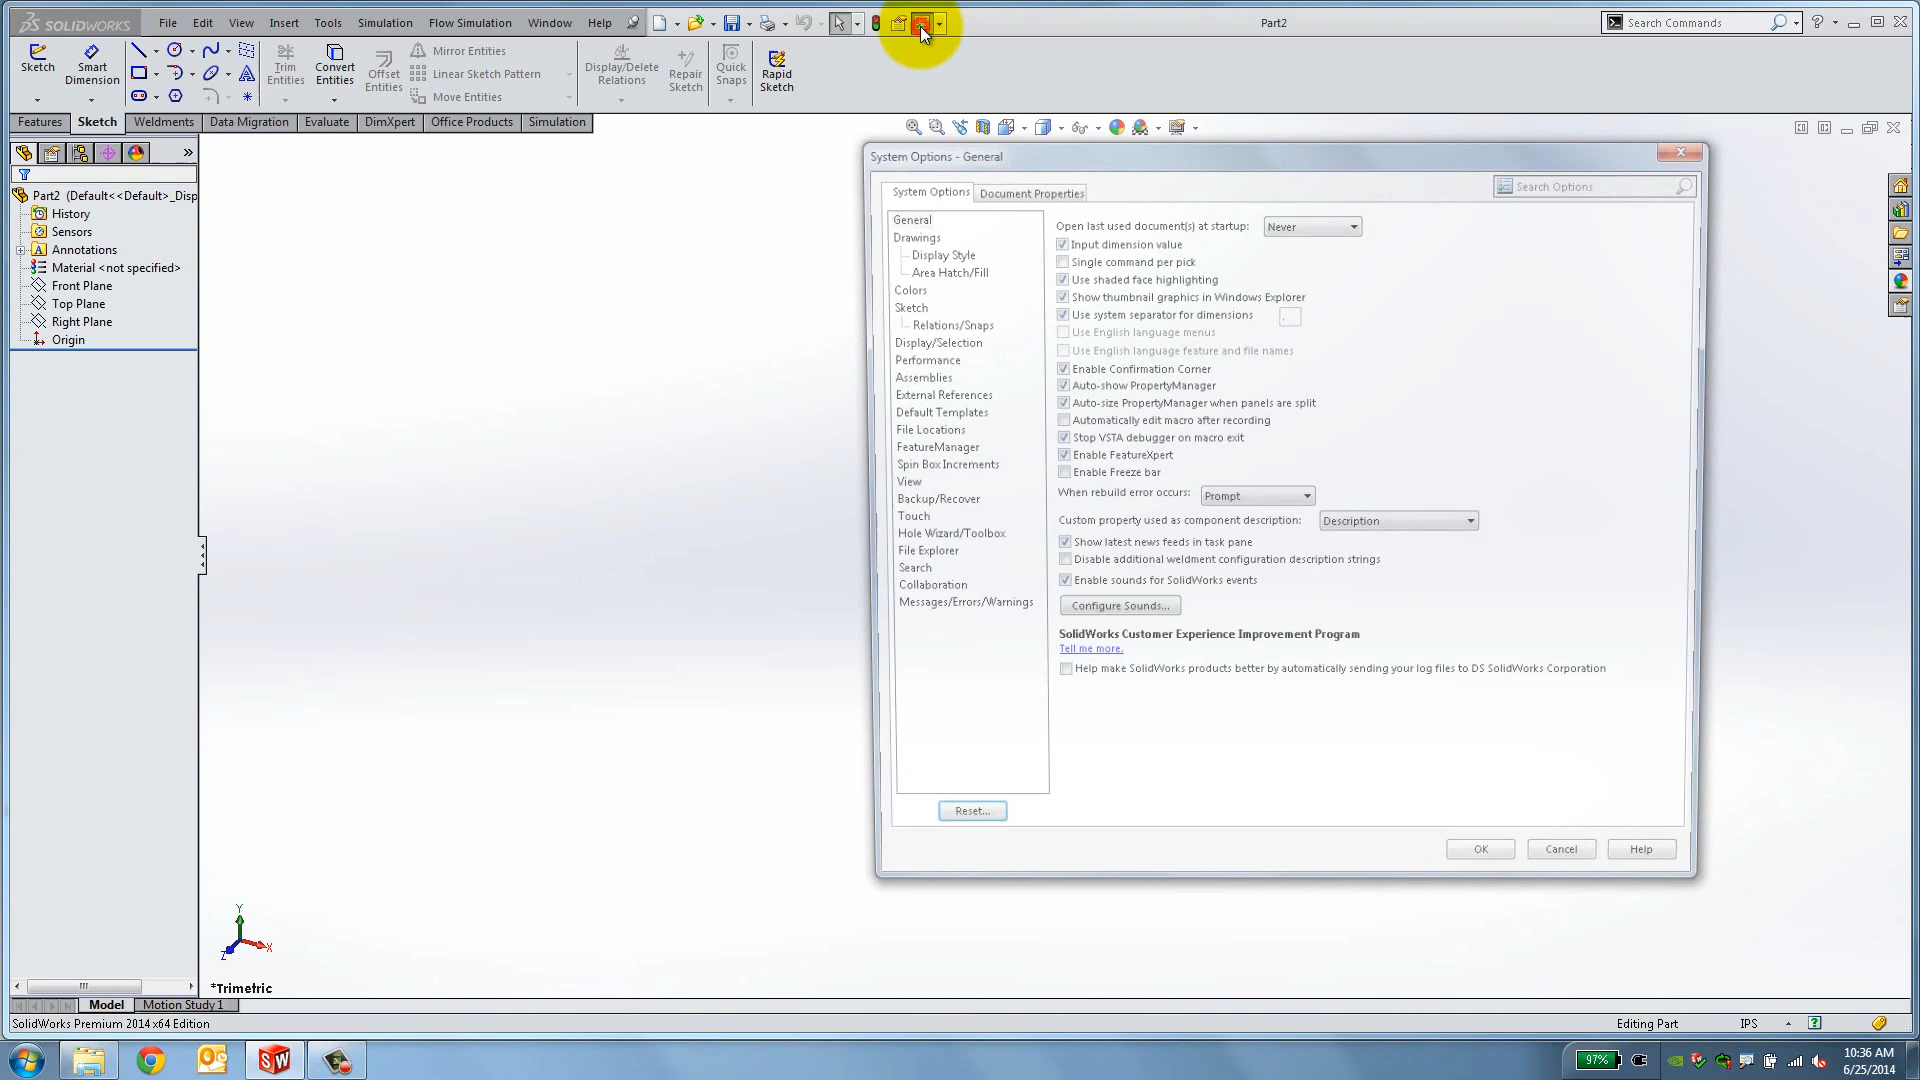 SOLIDWORKS File Edit View Insert Tools Simulation Flow Simulation Window Help Part2 Search Commands
Sketch
Smart Dimension
Trim Entities
Convert Entities
Offset Entities
Mirror Entities
Linear Sketch Pattern
Move Entities
Display/Delete Relations
Repair Sketch
Quick Snaps
Rapid Sketch
Features Sketch Weldments Data Migration Evaluate DimXpert Office Products Simulation
Part2 (Default<<Default>_Disp
History
Sensors
Annotations
Material <not specified>
Front Plane
Top Plane
Right Plane
Origin
System Options - General
System Options Document Properties Search Options
General
Drawings
Display Style
Area Hatch/Fill
Colors
Sketch
Relations/Snaps
Display/Selection
Performance
Assemblies
External References
Default Templates
File Locations
FeatureManager
Spin Box Increments
View
Backup/Recover
Touch
Hole Wizard/Toolbox
File Explorer
Search
Collaboration
Messages/Errors/Warnings
Reset...
Open last used document(s) at startup: Never
Input dimension value
Single command per pick
Use shaded face highlighting
Show thumbnail graphics in Windows Explorer
Use system separator for dimensions .
Use English language menus
Use English language feature and file names
Enable Confirmation Corner
Auto-show PropertyManager
Auto-size PropertyManager when panels are split
Automatically edit macro after recording
Stop VSTA debugger on macro exit
Enable FeatureXpert
Enable Freeze bar
When rebuild error occurs: Prompt
Custom property used as component description: Description
Show latest news feeds in task pane
Disable additional weldment configuration description strings
Enable sounds for SolidWorks events
Configure Sounds...
SolidWorks Customer Experience Improvement Program
Tell me more.
Help make SolidWorks products better by automatically sending your log files to DS SolidWorks Corporation
OK Cancel Help
Y
X
Z
*Trimetric
Model Motion Study 1
SolidWorks Premium 2014 x64 Edition Editing Part IPS
SW
97%
10:36 AM
6/25/2014